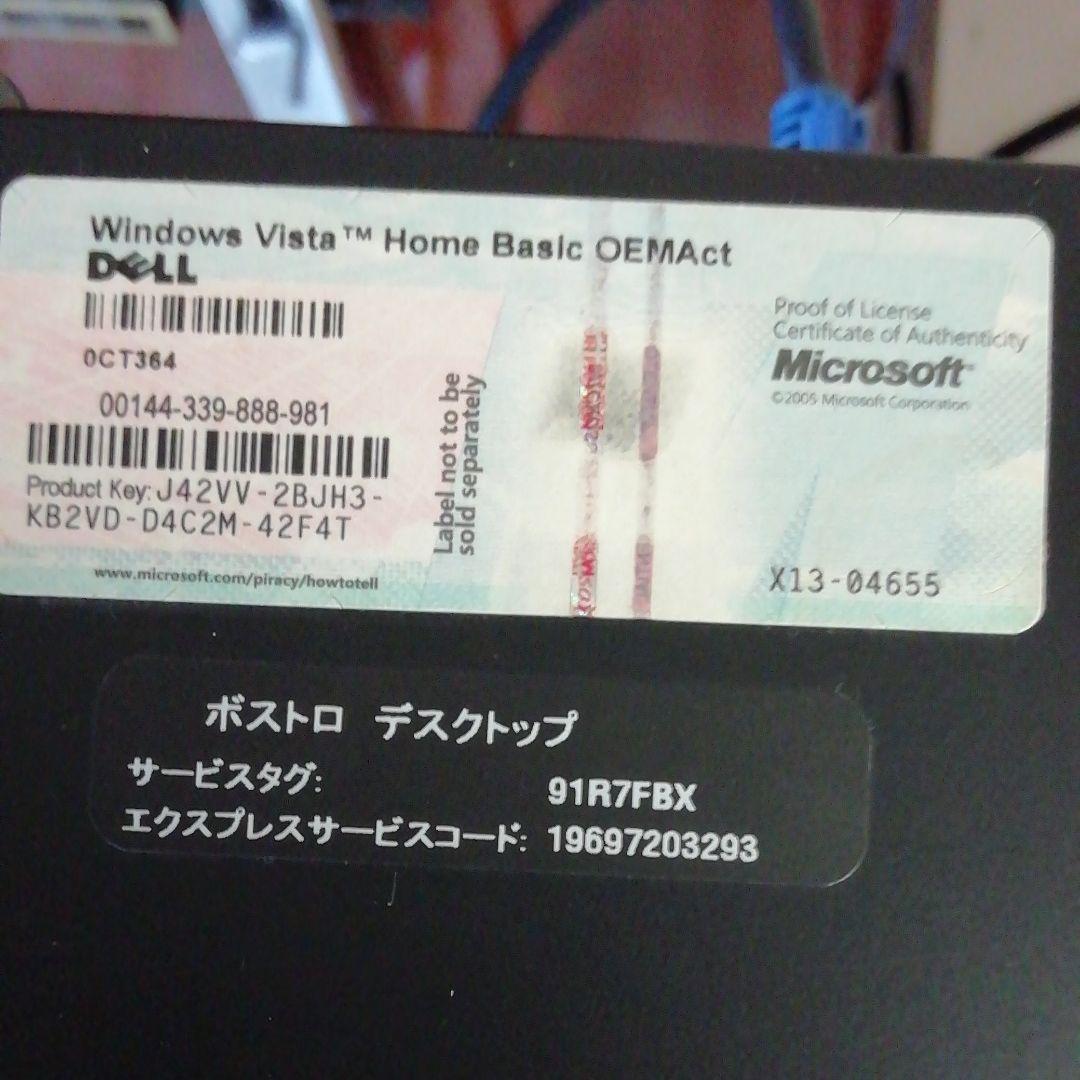 Windows Vista™ Home Basic OEMAct
DELL
0CT364
00144-339-888-981
Product Key: J42VV-2BJH3-
KB2VD-D4C2M-42F4T
www.microsoft.com/piracy/howtotell
Label not to be
sold separately
Proof of License
Certificate of Authenticity
Microsoft
©2005 Microsoft Corporation
X13-04655
ボストロ デスクトップ
サービスタグ: 91R7FBX
エクスプレスサービスコード: 19697203293